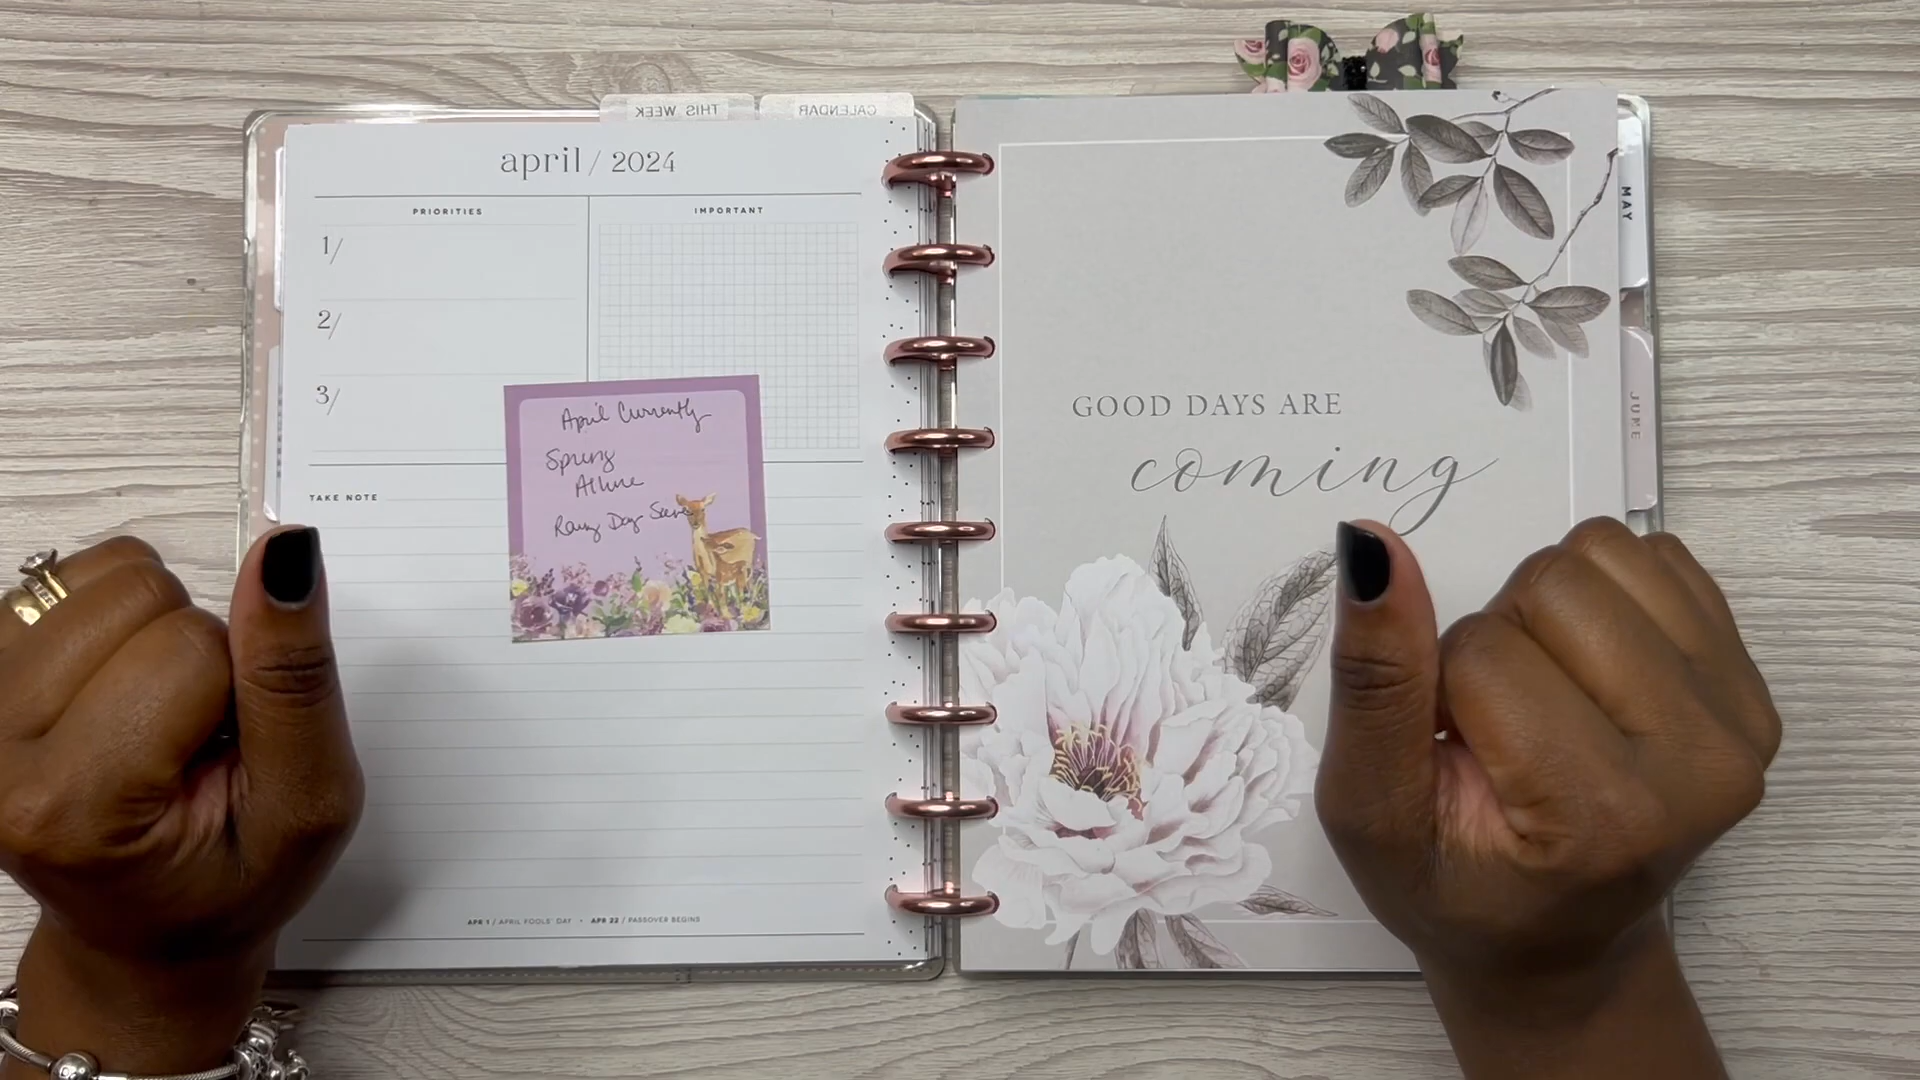 THIS WEEK
CALENDAR
april / 2024
PRIORITIES
IMPORTANT
1/
2/
3/
April Currently
Spring
Allure
Rainy Day Save
TAKE NOTE
APR 1 / APRIL FOOLS' DAY • APR 22 / PASSOVER BEGINS
GOOD DAYS ARE
coming
MAY
JUNE